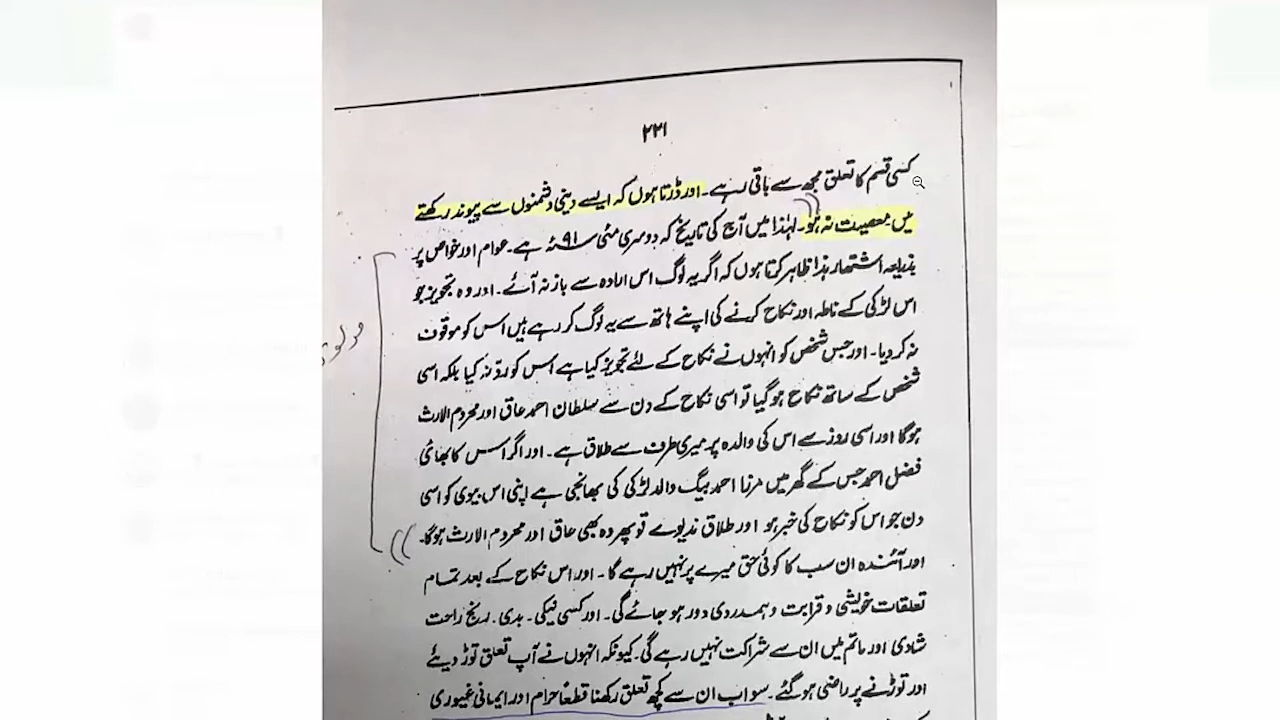 ۲۲۱
کسی قسم کا تعلق مجھ سے باقی رہے۔ اور ڈرتا ہوں کہ ایسے دینی دشمنوں سے پیوند رکھنے
میں معصیت نہ ہو۔ لہٰذا میں آج کی تاریخ کہ دوسری مئی ۹۱ سنہء ہے۔ عوام اور خواص پر
بذریعہ اشتہار ہذا ظاہر کرتا ہوں کہ اگر یہ لوگ اس ارادہ سے باز نہ آئے۔ اور وہ تجویز جو
اس لڑکی کے ناطہ اور نکاح کرنے کی اپنے ہاتھ سے یہ لوگ کر رہے ہیں اس کو موقوف
نہ کر دیا۔ اور جس شخص کو انہوں نے نکاح کے لئے تجویز کیا ہے اس کو ردّ نہ کیا بلکہ اسی
شخص کے ساتھ نکاح ہو گیا تو اسی نکاح کے دن سے سلطان احمد عاق اور محروم الارث
ہوگا اور اسی روز سے اس کی والدہ پر میری طرف سے طلاق ہے۔ اور اگر اس کا بھائی
فضل احمد جس کے گھر میں مرزا احمد بیگ والد لڑکی کی بھانجی ہے اپنی اس بیوی کو اسی
دن جو اس کو نکاح کی خبر ہو اور طلاق ندیوے تو پھر وہ بھی عاق اور محروم الارث ہوگا۔
اور آئندہ ان سب کا کوئی حق میرے پر نہیں رہے گا۔ اور اس نکاح کے بعد تمام
تعلقات خویشی و قرابت و ہمدردی دور ہو جائے گی۔ اور کسی نیکی۔ بدی۔ رنج راحت
شادی اور ماتم میں ان سے شراکت نہیں رہے گی۔ کیونکہ انہوں نے آپ تعلق توڑ دیئے
اور توڑنے پر راضی ہو گئے۔ سو اب ان سے کچھ تعلق رکھنا قطعاً حرام اور ایمانی غیوری